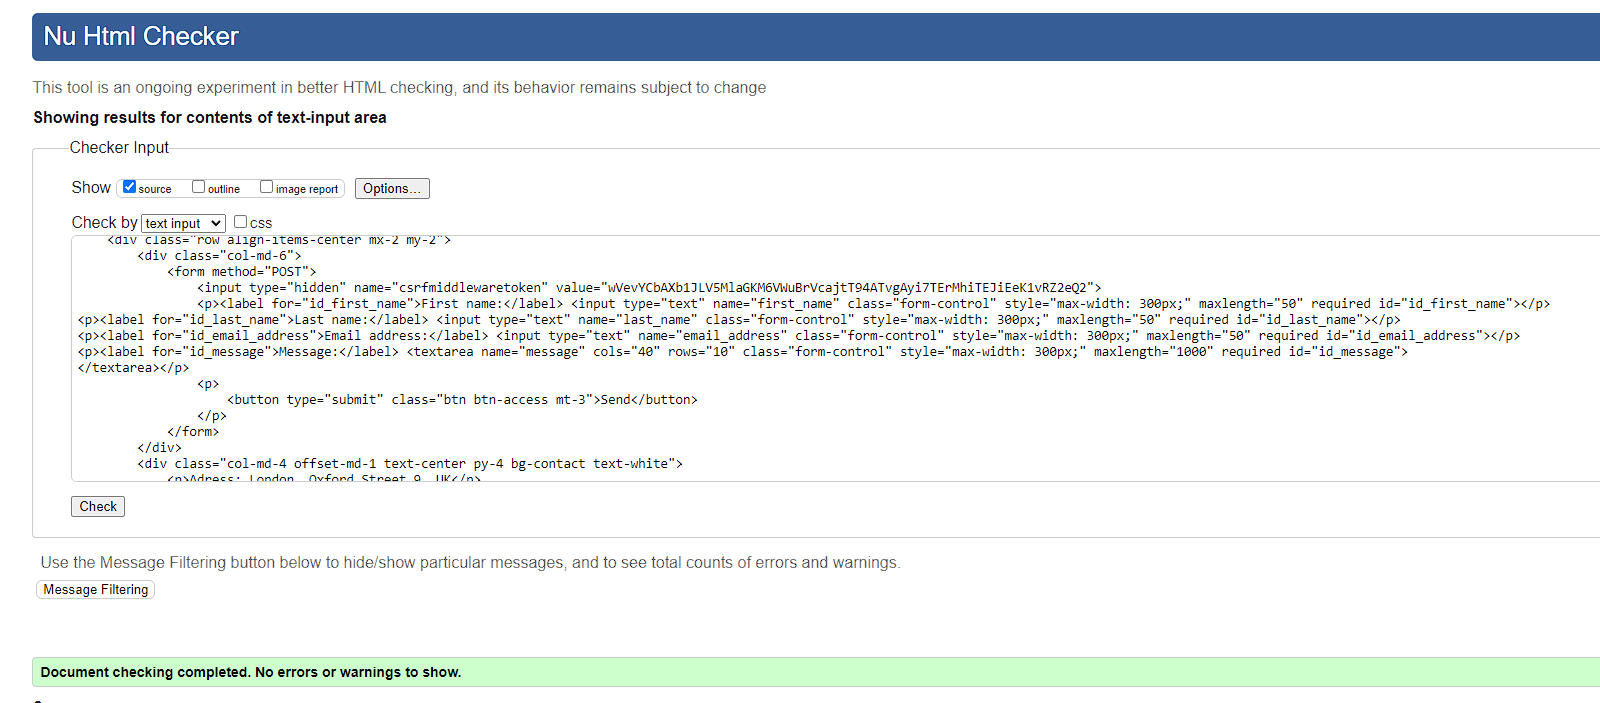 Nu Html Checker
This tool is an ongoing experiment in better HTML checking, and its behavior remains subject to change
Showing results for contents of text-input area
Checker Input
Show source outline image report Options...
Check by text input css
<div class="row align-items-center mx-2 my-2">
<div class="col-md-6">
<form method="POST">
<input type="hidden" name="csrfmiddlewaretoken" value="wVevYCbAXb1JLV5MlaGKM6VWuBrVcajtT94ATvgAyi7TErMhiTEJiEeK1vRZ2eQ2">
<p><label for="id_first_name">First name:</label> <input type="text" name="first_name" class="form-control" style="max-width: 300px;" maxlength="50" required id="id_first_name"></p>
<p><label for="id_last_name">Last name:</label> <input type="text" name="last_name" class="form-control" style="max-width: 300px;" maxlength="50" required id="id_last_name"></p>
<p><label for="id_email_address">Email address:</label> <input type="text" name="email_address" class="form-control" style="max-width: 300px;" maxlength="50" required id="id_email_address"></p>
<p><label for="id_message">Message:</label> <textarea name="message" cols="40" rows="10" class="form-control" style="max-width: 300px;" maxlength="1000" required id="id_message">
</textarea></p>
<p>
<button type="submit" class="btn btn-access mt-3">Send</button>
</p>
</form>
</div>
<div class="col-md-4 offset-md-1 text-center py-4 bg-contact text-white">
<p>Adress: London, Oxford Street 9, UK</p>
Check
Use the Message Filtering button below to hide/show particular messages, and to see total counts of errors and warnings.
Message Filtering
Document checking completed. No errors or warnings to show.